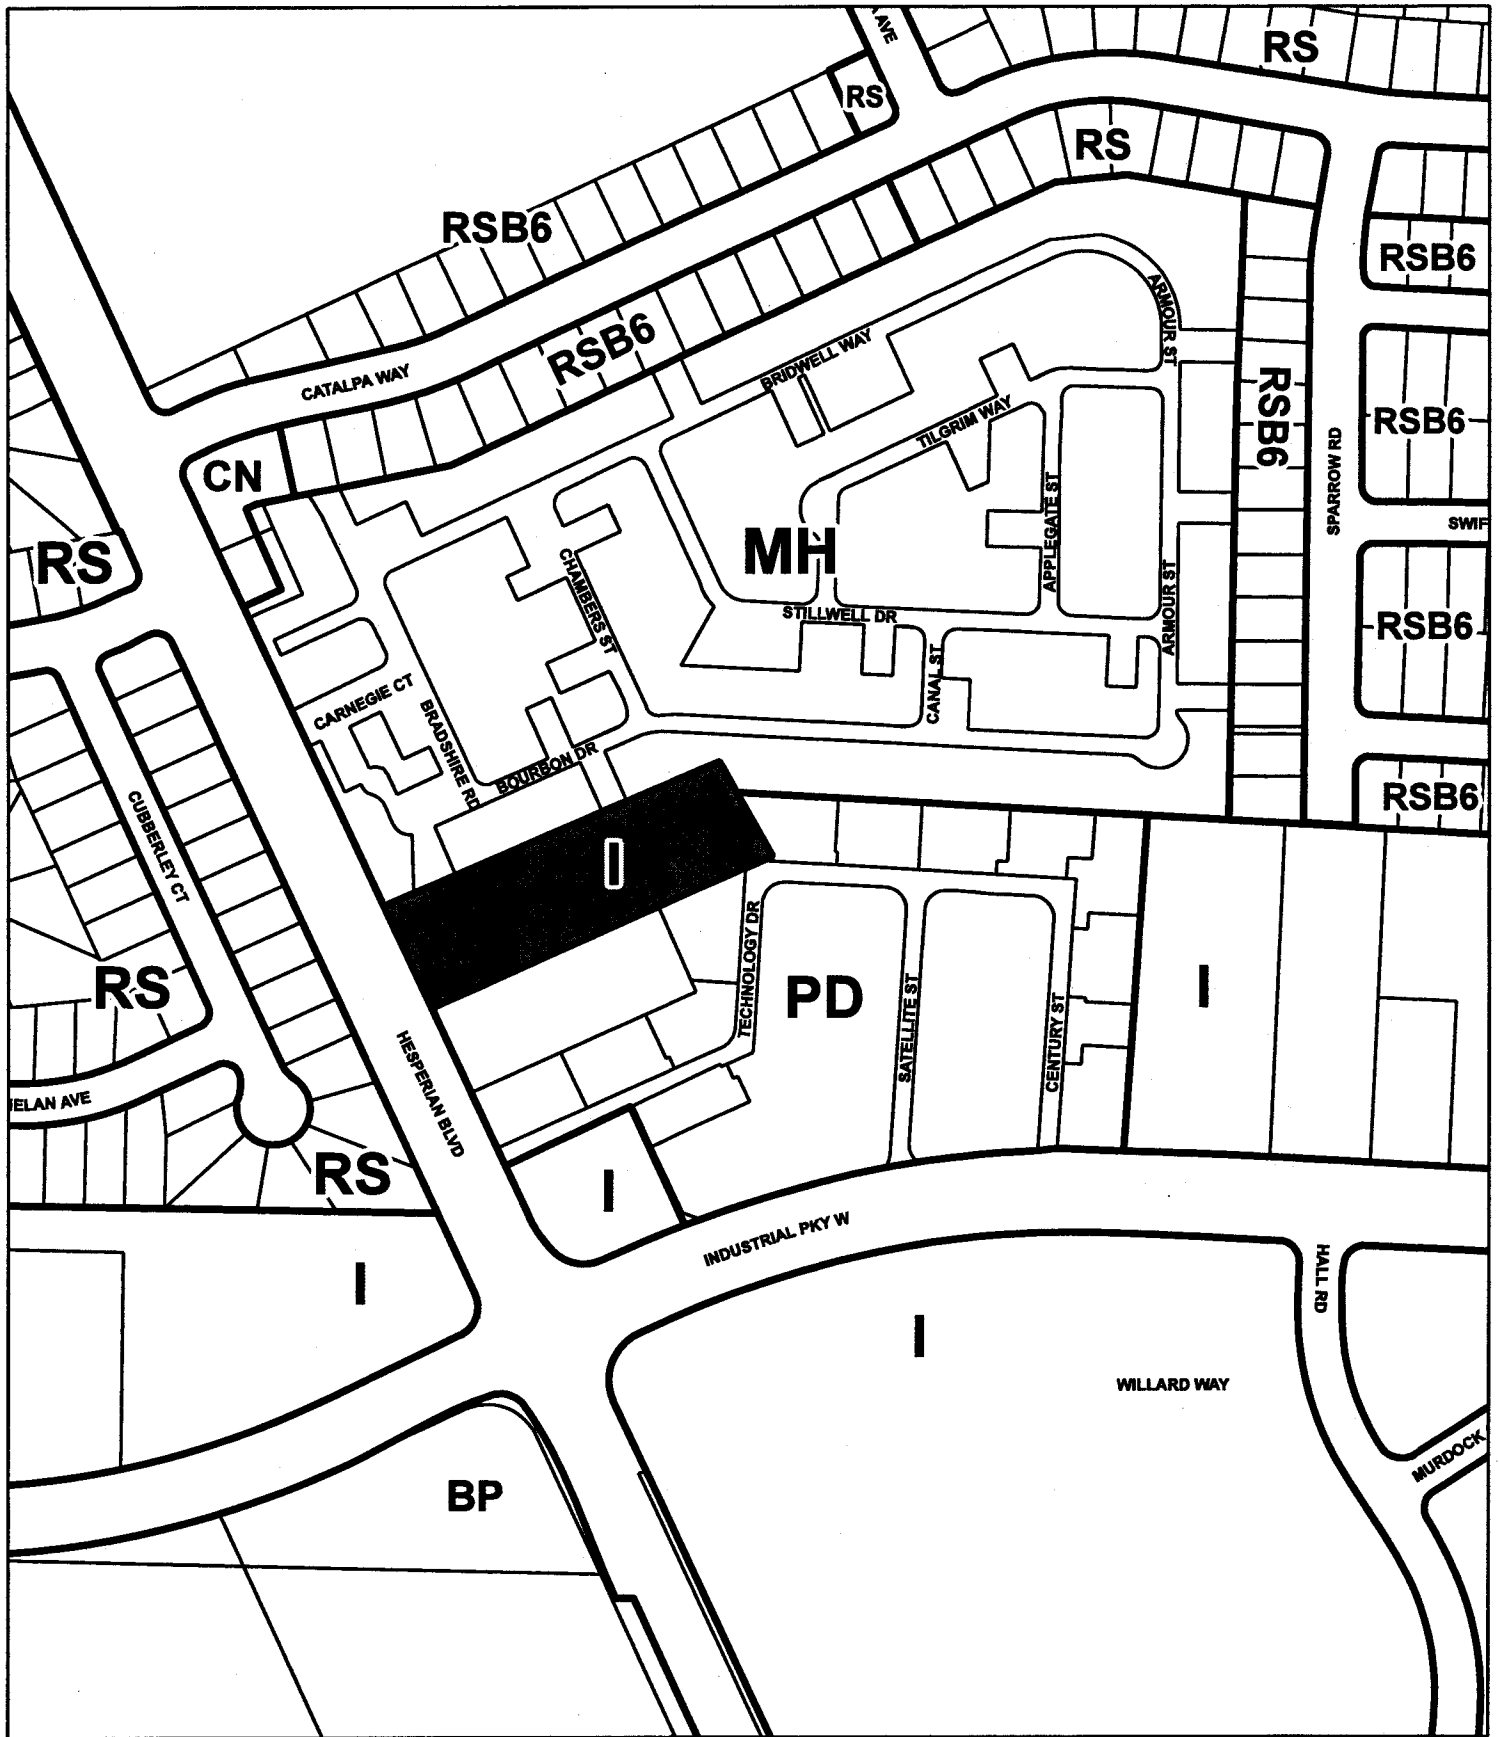 AVE
RS
RS
RS
RSB6
RSB6
RSB6
CATALPA WAY
BRIDWELL WAY
ARMOUR ST
TILGRIM WAY
RSB6
RSB6
SPARROW RD
CN
RS
MH
APPLEGATE ST
SWIF
CHAMBERS ST
STILLWELL DR
ARMOUR ST
RSB6
CANAL ST
CARNEGIE CT
BRADSHIRE RD
BOURBON DR
RSB6
CUBBERLEY CT
I
TECHNOLOGY DR
PD
SATELLITE ST
CENTURY ST
I
RS
HESPERIAN BLVD
ELAN AVE
RS
I
INDUSTRIAL PKY W
HALL RD
I
I
WILLARD WAY
MURDOCK
BP